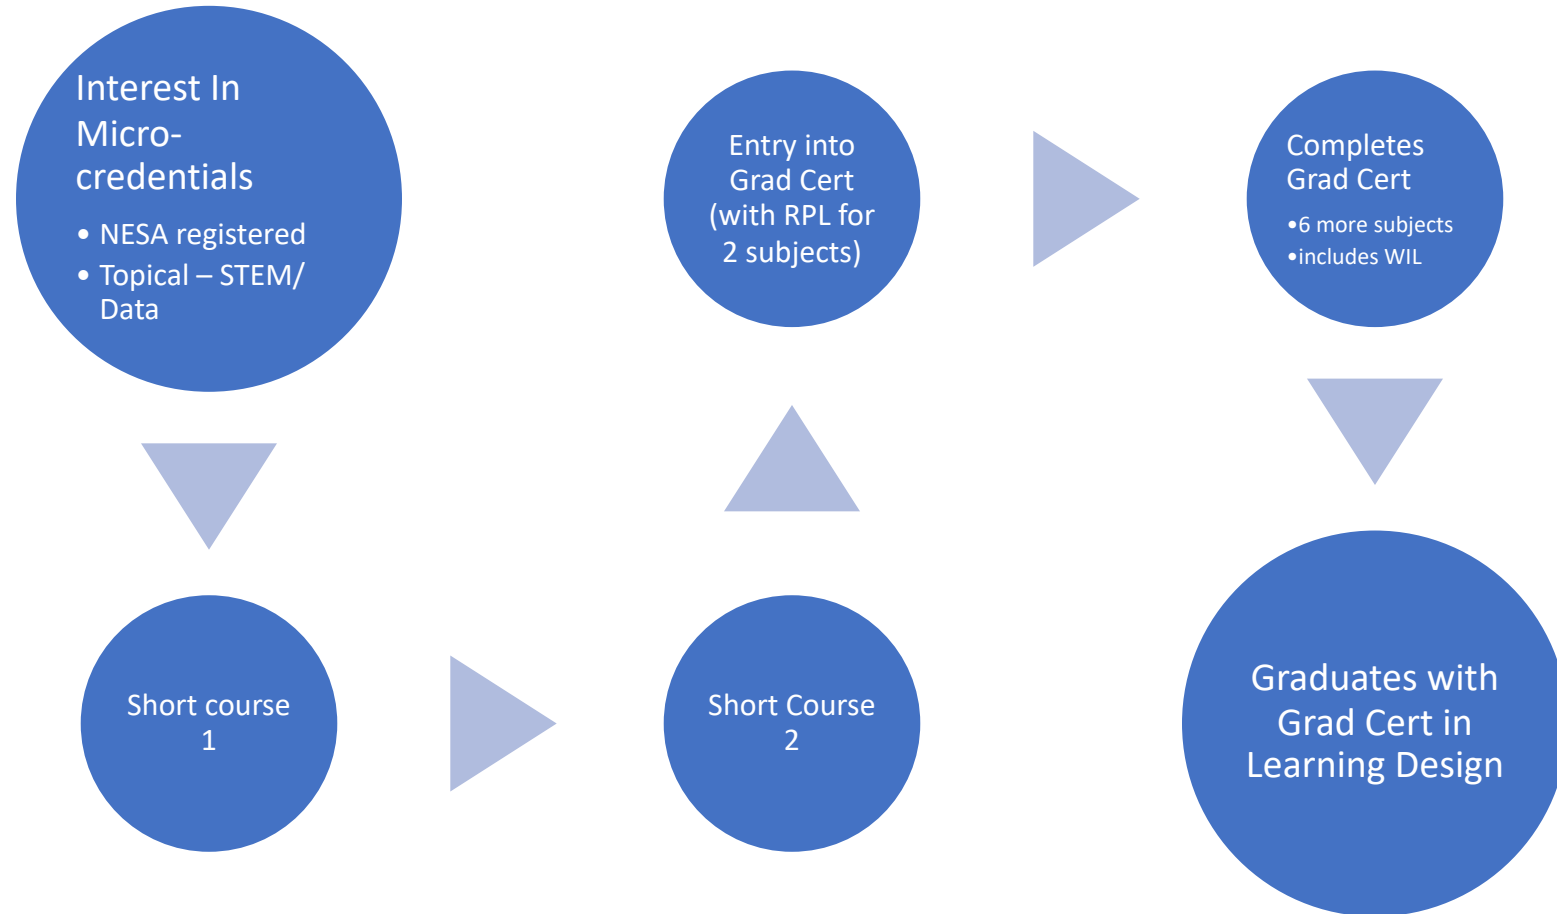 Interest In
Micro-
credentials
• NESA registered
• Topical – STEM/
Data
Short course
1
Short Course
2
Entry into
Grad Cert
(with RPL for
2 subjects)
Completes
Grad Cert
•6 more subjects
•includes WIL
Graduates with
Grad Cert in
Learning Design